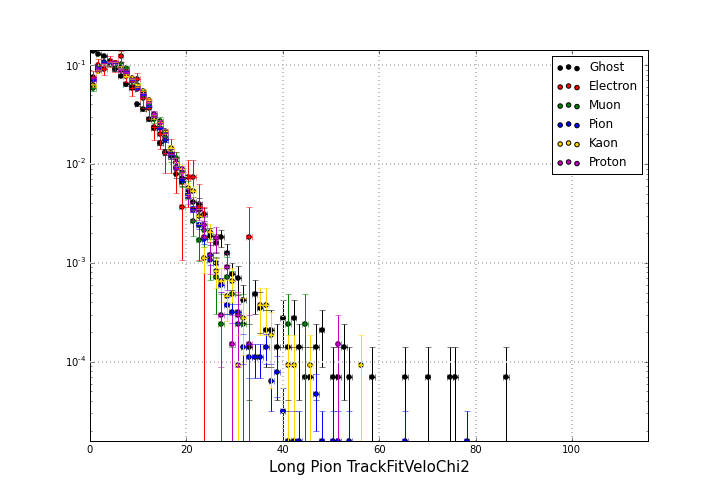 10⁻¹
10⁻²
10⁻³
10⁻⁴
0 20 40 60 80 100
Long Pion TrackFitVeloChi2
Ghost
Electron
Muon
Pion
Kaon
Proton